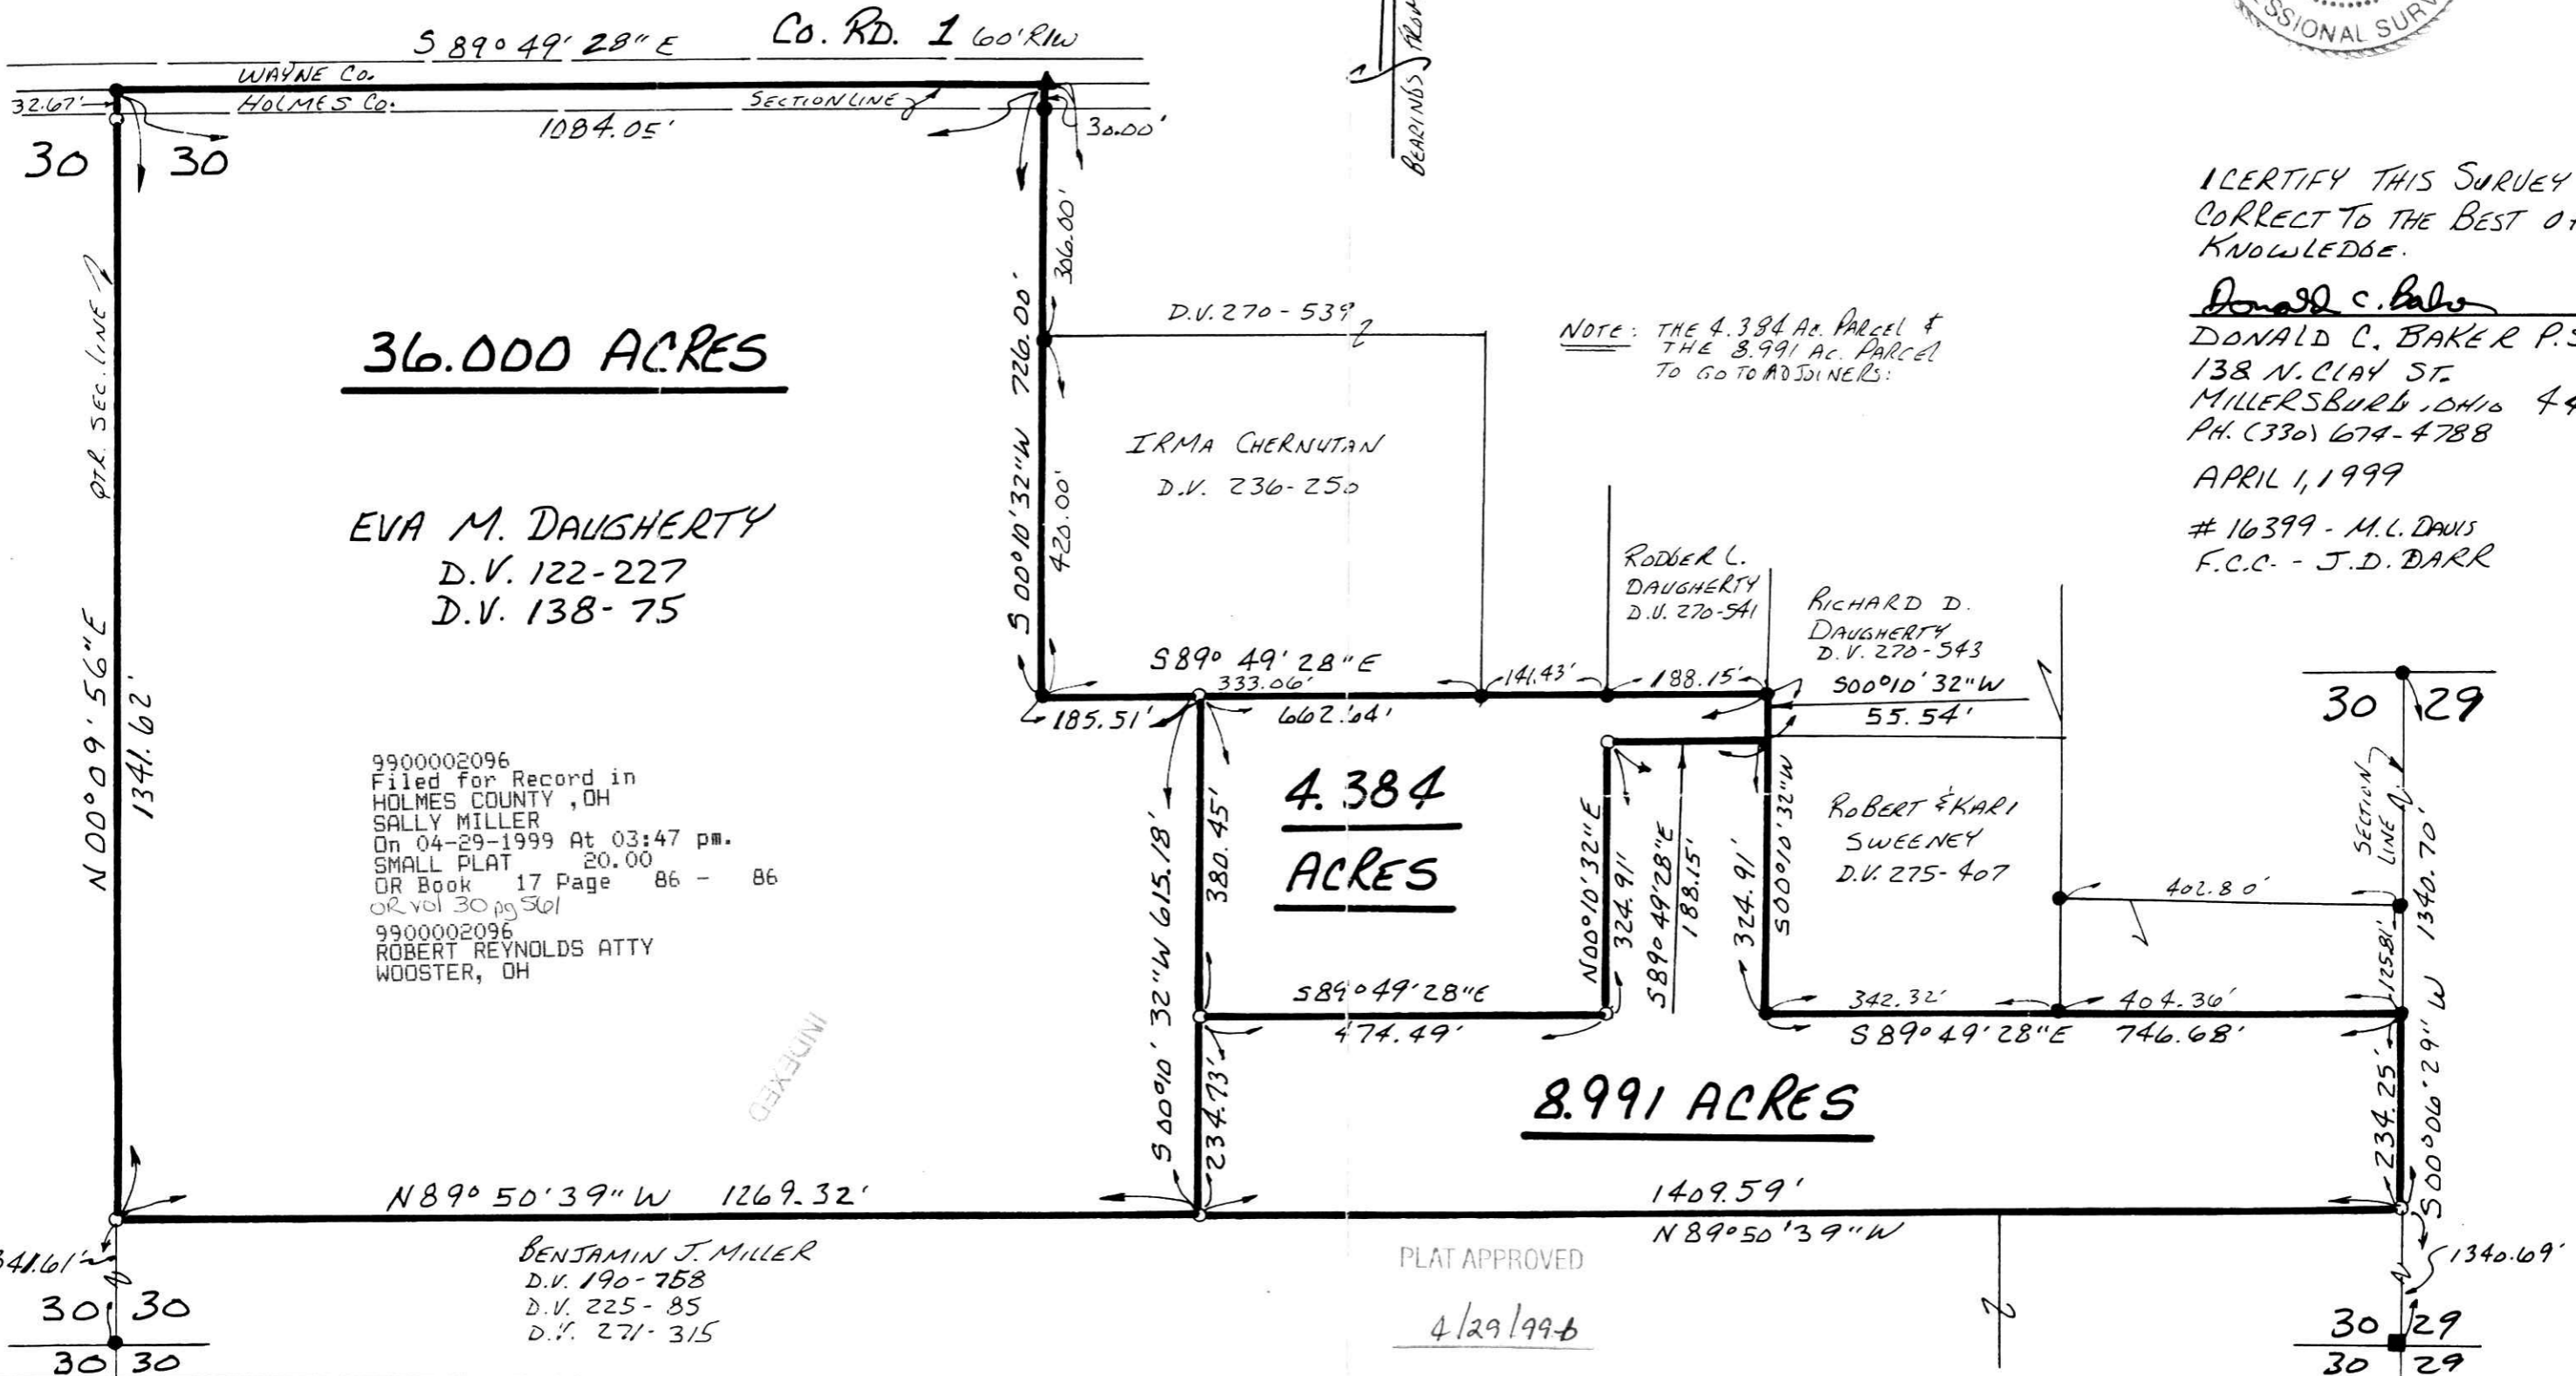 S 89° 49' 28" E
CO. RD. 1 60' R/W
WAYNE CO.
HOLMES CO.
SECTION LINE
32.67'
1084.05'
30.00'
30 30
BEARINGS FROM
SSIONAL SURV
I CERTIFY THIS SURVEY
CORRECT TO THE BEST
KNOWLEDGE.
Donald C. Baker
DONALD C. BAKER P.S
138 N. CLAY ST.
MILLERSBURG, OHIO 44
PH. (330) 674-4788
APRIL 1, 1999
# 16399 - M.L. DAVIS
F.C.C. - J.D. DARR
QTR. SEC. LINE
N 00° 09' 56" E
1341.62'
36.000 ACRES
EVA M. DAUGHERTY
D.V. 122-227
D.V. 138-75
S 00° 10' 32" W 726.00'
306.00'
420.00'
D.V. 270-539
IRMA CHERNUTAN
D.V. 236-250
NOTE: THE 4.384 AC. PARCEL &
THE 8.991 AC. PARCEL
TO GO TO ADJOINERS:
RODGER L.
DAUGHERTY
D.V. 270-541
RICHARD D.
DAUGHERTY
D.V. 270-543
S 89° 49' 28" E
333.06'
141.43'
188.15'
185.51'
662.64'
S 00° 10' 32" W
55.54'
30 29
9900002096
Filed for Record in
HOLMES COUNTY ,OH
SALLY MILLER
On 04-29-1999 At 03:47 pm.
SMALL PLAT 20.00
OR Book 17 Page 86 - 86
OR vol 30 pg 561
9900002096
ROBERT REYNOLDS ATTY
WOOSTER, OH
INDEXED
S 00° 10' 32" W 615.18'
380.45'
234.73'
4.384
ACRES
N 00° 10' 32" E
324.91'
S 89° 49' 28" E
188.15'
324.91'
S 00° 10' 32" W
ROBERT & KARI
SWEENEY
D.V. 275-407
402.80'
SECTION
LINE
125.81'
1340.70'
S 89° 49' 28" E
474.49'
342.32'
404.36'
S 89° 49' 28" E 746.68'
234.25'
S 00° 06' 29" W
8.991 ACRES
N 89° 50' 39" W 1269.32'
1409.59'
N 89° 50' 39" W
BENJAMIN J. MILLER
D.V. 190-758
D.V. 225-85
D.V. 271-315
PLAT APPROVED
4/29/99
41.61'
1340.69'
30 30
30 30
30 29
30 29